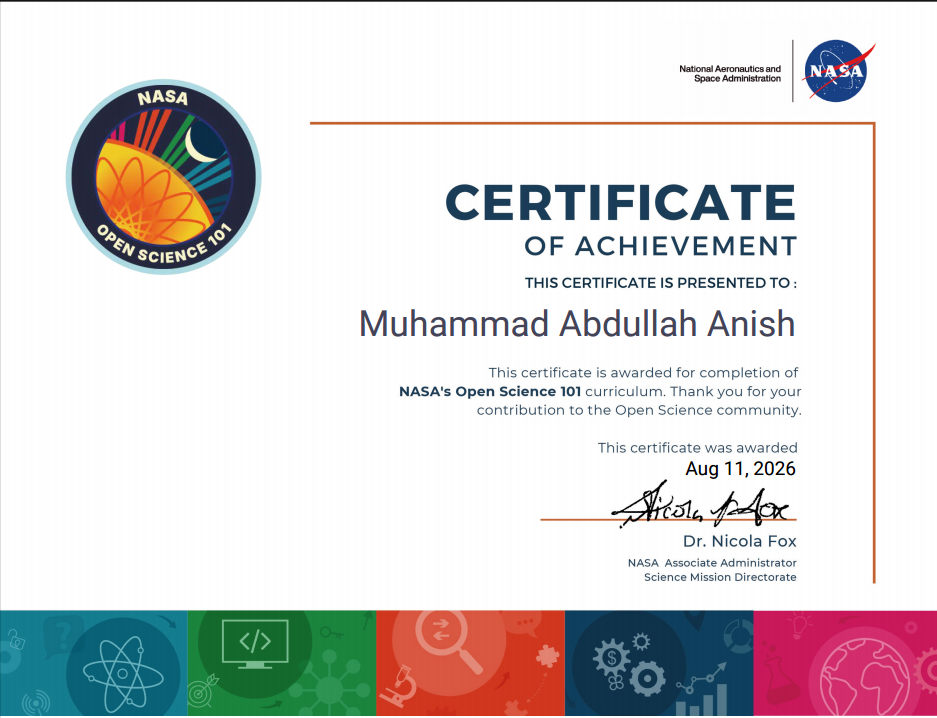 National Aeronautics and
Space Administration
NASA
NASA
OPEN SCIENCE 101
CERTIFICATE
OF ACHIEVEMENT
THIS CERTIFICATE IS PRESENTED TO :
Muhammad Abdullah Anish
This certificate is awarded for completion of
NASA's Open Science 101 curriculum. Thank you for your
contribution to the Open Science community.
This certificate was awarded
Aug 11, 2026
Nicola Fox
Dr. Nicola Fox
NASA Associate Administrator
Science Mission Directorate
</>
$